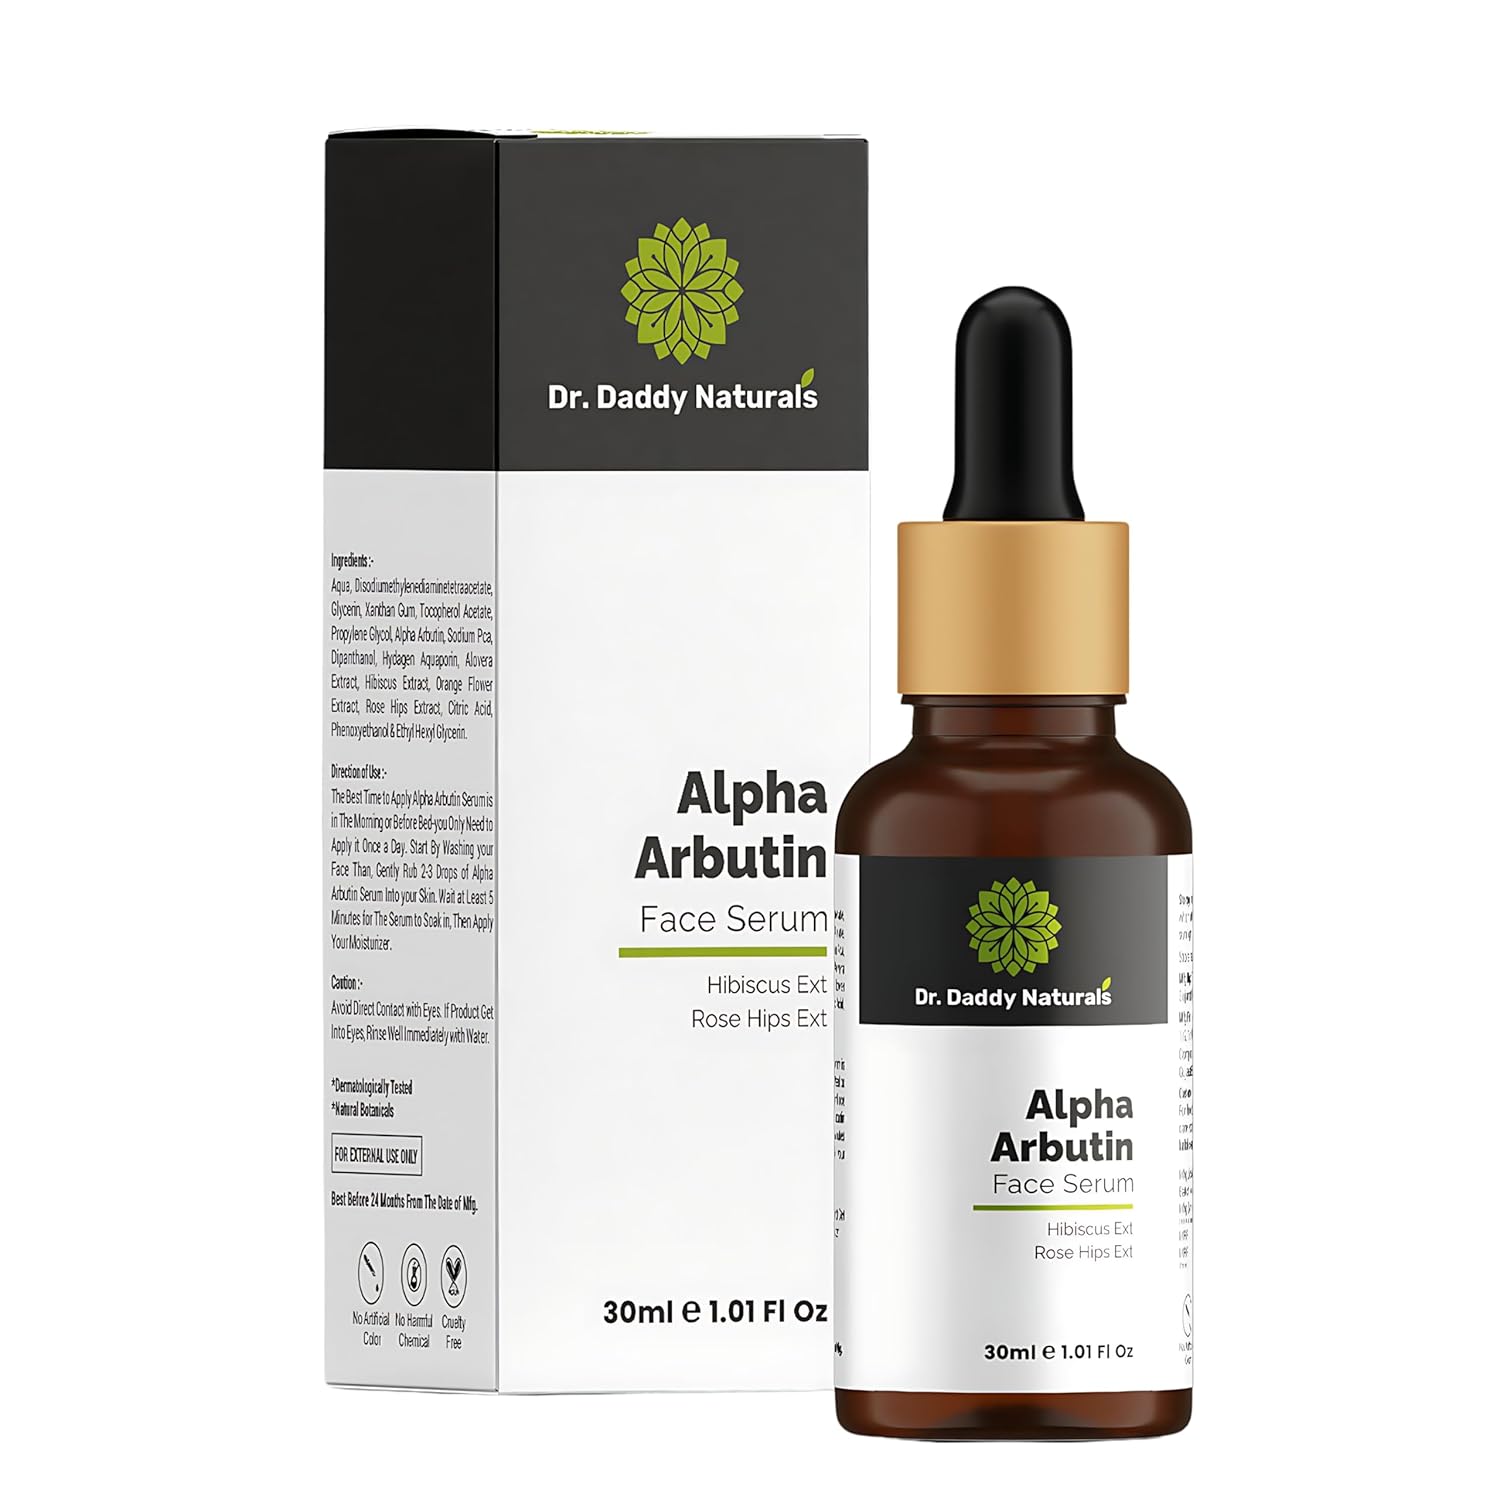 Dr. Daddy Naturals
Ingredients :-
Aqua, Disodiumethylenediaminetetraacetate,
Glycerin, Xanthan Gum, Tocopherol Acetate,
Propylene Glycol, Alpha Arbutin, Sodium Pca,
Dipanthanol, Hydagen Aquaporin, Alovera
Extract, Hibiscus Extract, Orange Flower
Extract, Rose Hips Extract, Citric Acid,
Phenoxyethanol & Ethyl Hexyl Glycerin.
Direction of Use :-
The Best Time to Apply Alpha Arbutin Serum is
in The Morning or Before Bed-you Only Need to
Apply it Once a Day. Start By Washing your
Face Than, Gently Rub 2-3 Drops of Alpha
Arbutin Serum Into your Skin. Wait at Least 5
Minutes for The Serum to Soak in, Then Apply
Your Moisturizer.
Caution :-
Avoid Direct Contact with Eyes. If Product Get
Into Eyes, Rinse Well Immediately with Water.
*Dermatologically Tested
*Natural Botanicals
FOR EXTERNAL USE ONLY
Best Before 24 Months From The Date of Mfg.
No Artificial
Color
No Harmful
Chemical
Cruelty
Free
Alpha
Arbutin
Face Serum
Hibiscus Ext
Rose Hips Ext
30ml e 1.01 Fl Oz
Dr. Daddy Naturals
Alpha
Arbutin
Face Serum
Hibiscus Ext
Rose Hips Ext
30ml e 1.01 Fl Oz